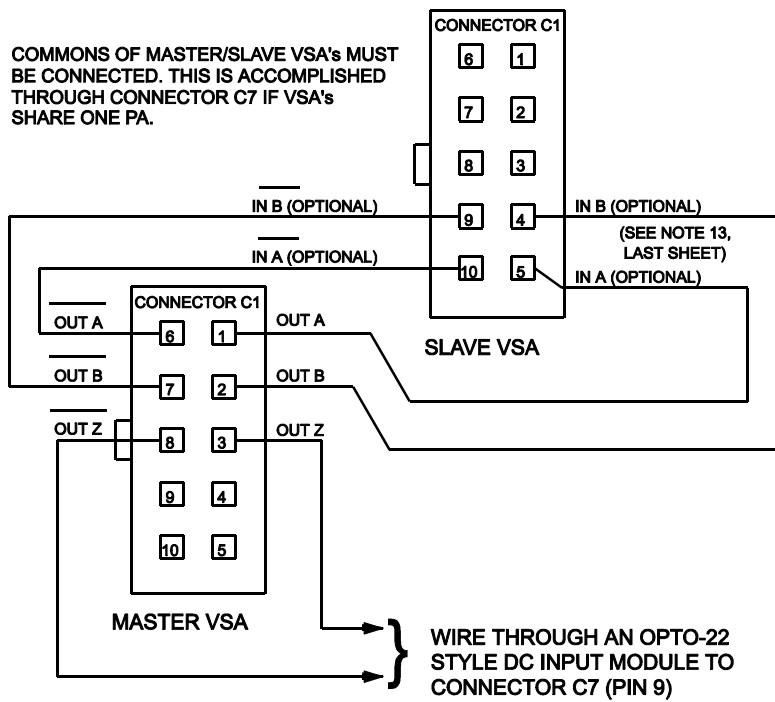 COMMONS OF MASTER/SLAVE VSA's MUST
BE CONNECTED. THIS IS ACCOMPLISHED
THROUGH CONNECTOR C7 IF VSA's
SHARE ONE PA.
CONNECTOR C1
6 1
7 2
8 3
9 4
10 5
IN B (OPTIONAL)
IN A (OPTIONAL)
IN B (OPTIONAL)
(SEE NOTE 13,
LAST SHEET)
IN A (OPTIONAL)
SLAVE VSA
CONNECTOR C1
OUT A 6 1 OUT A
OUT B 7 2 OUT B
OUT Z 8 3 OUT Z
9 4
10 5
MASTER VSA
WIRE THROUGH AN OPTO-22
STYLE DC INPUT MODULE TO
CONNECTOR C7 (PIN 9)